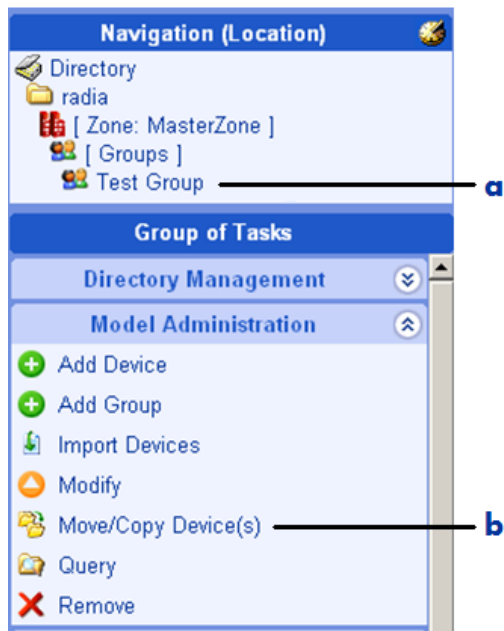 Navigation (Location)
Directory
radia
[ Zone: MasterZone ]
[ Groups ]
Test Group
a
Group of Tasks
Directory Management
Model Administration
Add Device
Add Group
Import Devices
Modify
Move/Copy Device(s)
b
Query
Remove